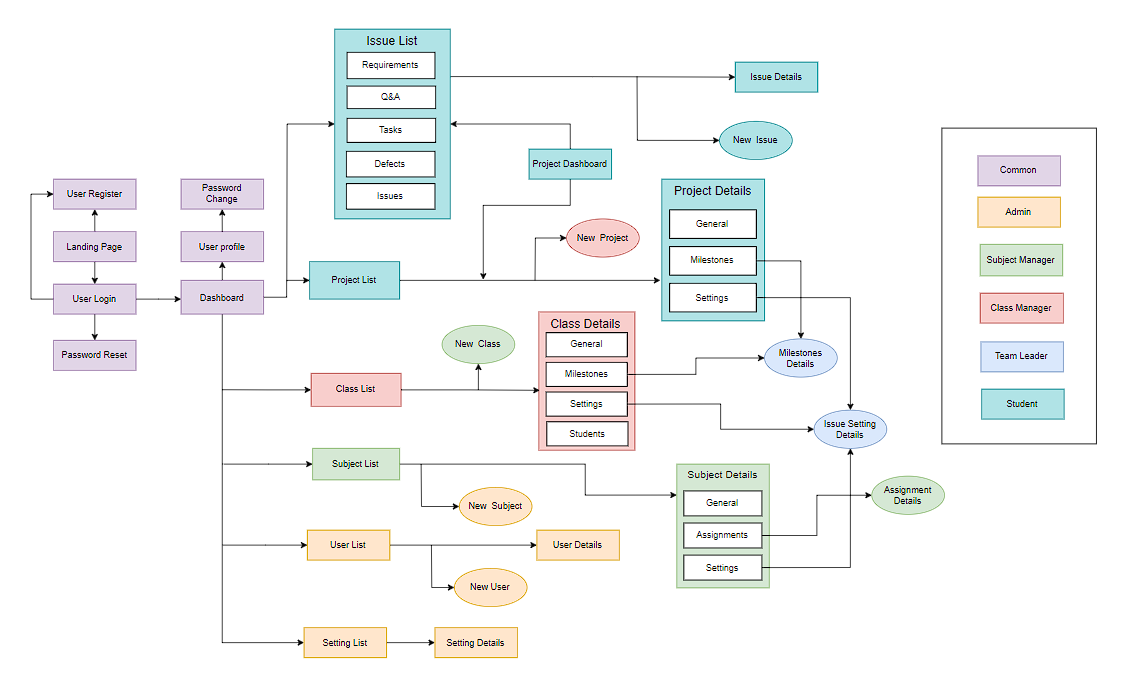 Issue List
Requirements
Q&A
Tasks
Defects
Issues
Issue Details
New Issue
Project Dashboard
User Register
Landing Page
User Login
Password Reset
Password
Change
User profile
Dashboard
Project List
New Project
Project Details
General
Milestones
Settings
New Class
Class List
Class Details
General
Milestones
Settings
Students
Milestones
Details
Issue Setting
Details
Subject List
New Subject
Subject Details
General
Assignments
Settings
Assignment
Details
User List
User Details
New User
Setting List
Setting Details
Common
Admin
Subject Manager
Class Manager
Team Leader
Student